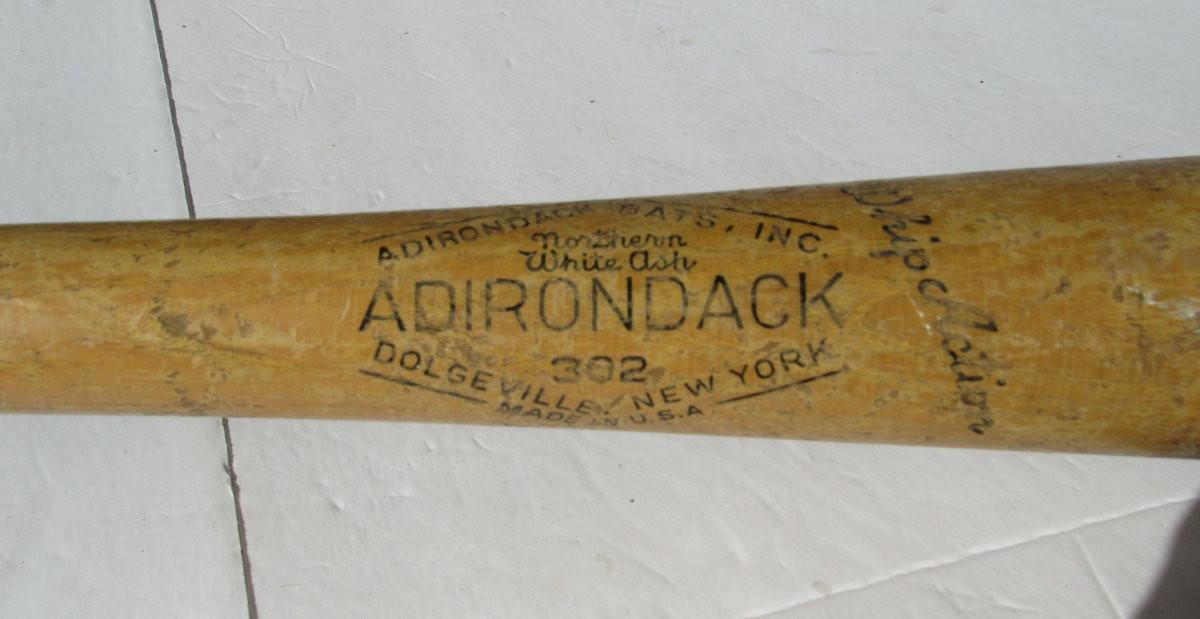 ADIRONDACK BATS, INC.
Northern
White Ash
ADIRONDACK
302
DOLGEVILLE, NEW YORK
MADE IN U.S.A.
Whip Action